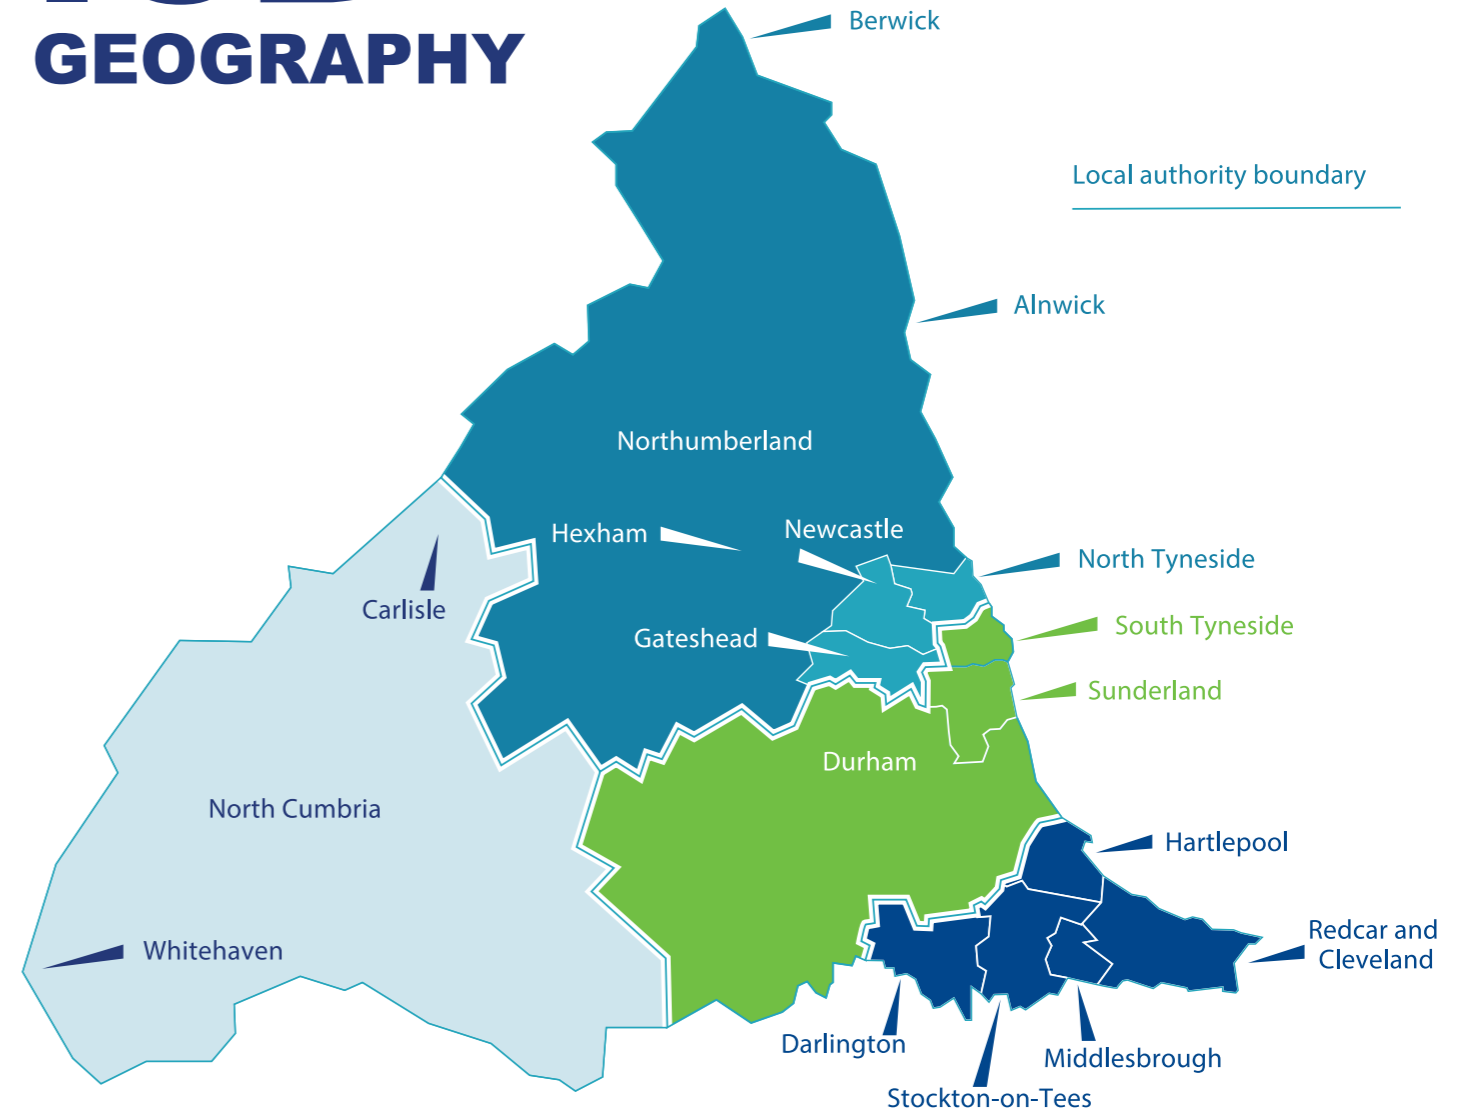 GEOGRAPHY
Berwick
Local authority boundary
Alnwick
Northumberland
Hexham
Newcastle
North Tyneside
Carlisle
Gateshead
South Tyneside
Sunderland
Durham
North Cumbria
Hartlepool
Whitehaven
Redcar and
Cleveland
Darlington
Middlesbrough
Stockton-on-Tees